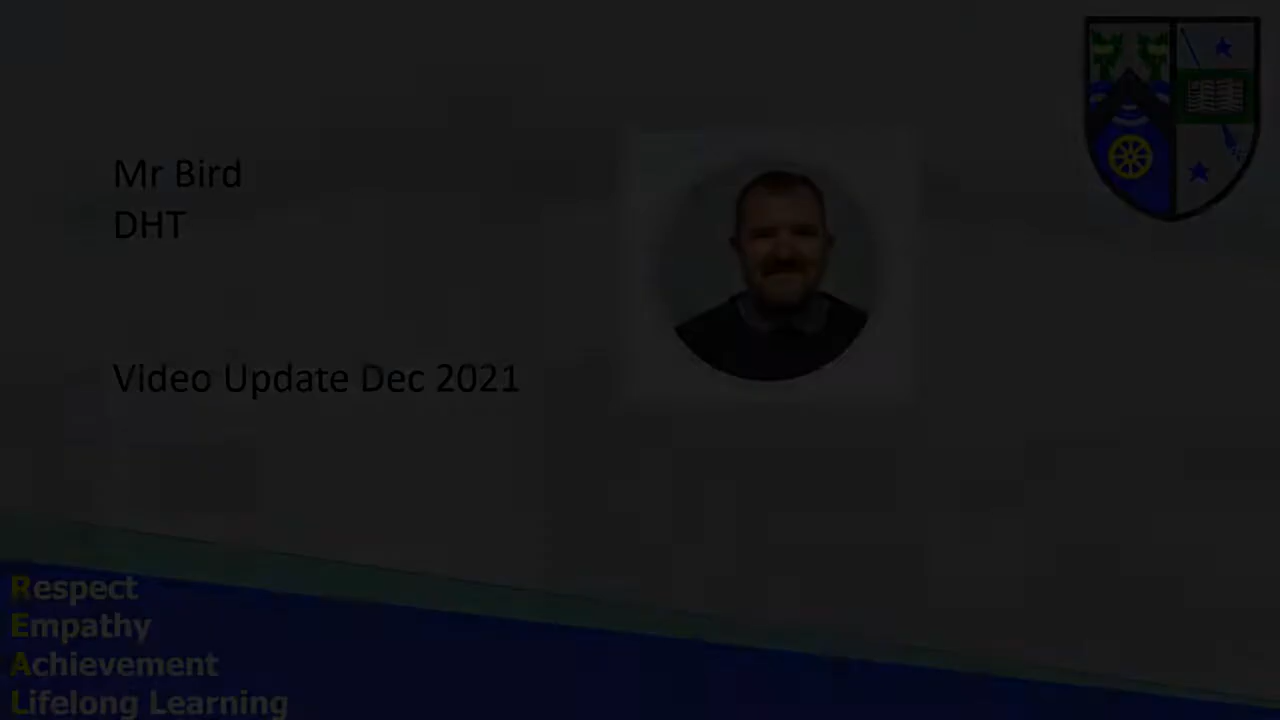 Mr Bird
DHT
Video Update Dec 2021
Respect
Empathy
Achievement
Lifelong Learning